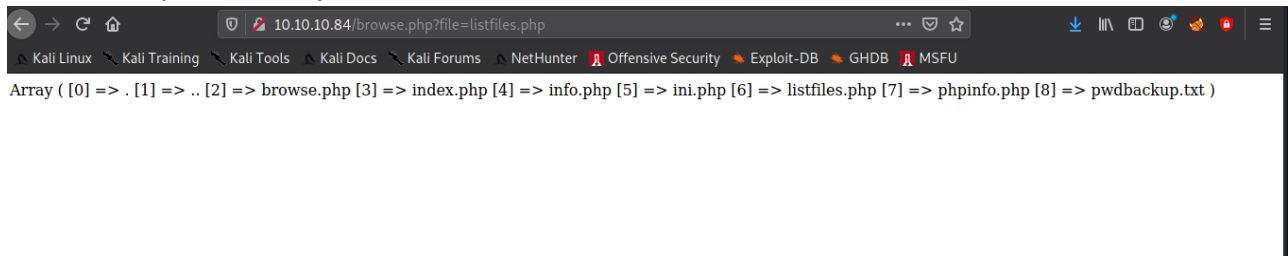 10.10.10.84/browse.php?file=listfiles.php
Kali Linux Kali Training Kali Tools Kali Docs Kali Forums NetHunter Offensive Security Exploit-DB GHDB MSFU
Array ( [0] => . [1] => .. [2] => browse.php [3] => index.php [4] => info.php [5] => ini.php [6] => listfiles.php [7] => phpinfo.php [8] => pwdbackup.txt )